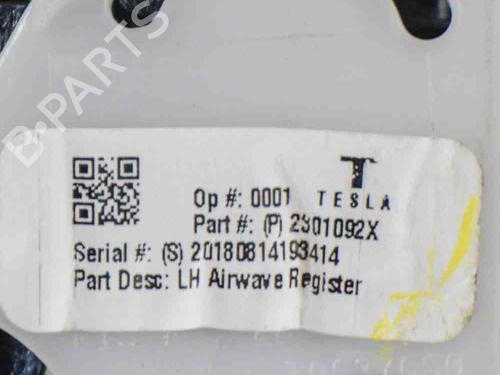 B-PARTS
T
Op #: 0001 TESLA
Part #: (P) 2301092X
Serial #: (S) 20180814193414
Part Desc: LH Airwave Register